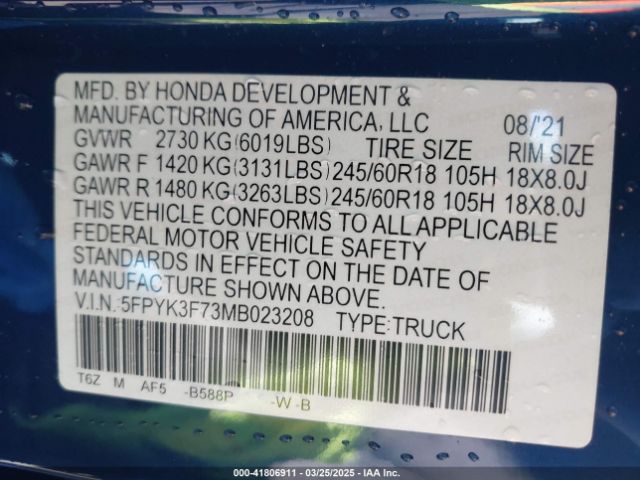 MFD. BY HONDA DEVELOPMENT &
MANUFACTURING OF AMERICA, LLC 08/'21
GVWR 2730 KG(6019LBS) TIRE SIZE RIM SIZE
GAWR F 1420 KG(3131LBS)245/60R18 105H 18X8.0J
GAWR R 1480 KG(3263LBS)245/60R18 105H 18X8.0J
THIS VEHICLE CONFORMS TO ALL APPLICABLE
FEDERAL MOTOR VEHICLE SAFETY
STANDARDS IN EFFECT ON THE DATE OF
MANUFACTURE SHOWN ABOVE.
V.I.N.:5FPYK3F73MB023208 TYPE:TRUCK
T6Z M AF5 -B588P -W -B
000-41806911 — 03/25/2025 — IAA Inc.